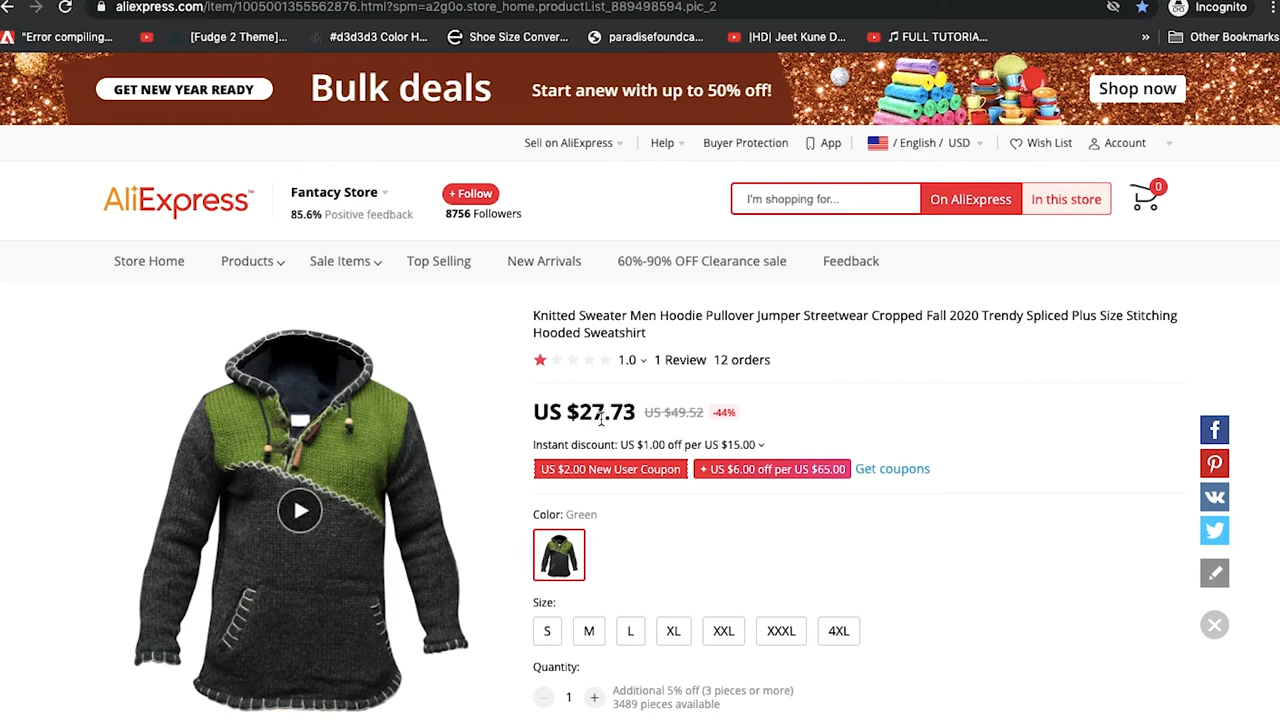 aliexpress.com/item/1005001355562876.html?spm=a2g0o.store_home.productList_889498594.pic_2
Incognito
"Error compiling...
[Fudge 2 Theme]...
#d3d3d3 Color H...
Shoe Size Conver...
paradisefoundca...
|HD| Jeet Kune D...
♫ FULL TUTORIA...
»
Other Bookmarks
GET NEW YEAR READY
Bulk deals
Start anew with up to 50% off!
Shop now
Sell on AliExpress
Help
Buyer Protection
App
/ English / USD
Wish List
Account
AliExpress™
Fantacy Store
85.6% Positive feedback
+ Follow
8756 Followers
I'm shopping for...
On AliExpress
In this store
0
Store Home
Products
Sale Items
Top Selling
New Arrivals
60%-90% OFF Clearance sale
Feedback
Knitted Sweater Men Hoodie Pullover Jumper Streetwear Cropped Fall 2020 Trendy Spliced Plus Size Stitching
Hooded Sweatshirt
1.0 1 Review 12 orders
US $27.73 US $49.52 -44%
Instant discount: US $1.00 off per US $15.00
US $2.00 New User Coupon
+ US $6.00 off per US $65.00
Get coupons
Color: Green
Size:
S M L XL XXL XXXL 4XL
Quantity:
1
Additional 5% off (3 pieces or more)
3489 pieces available